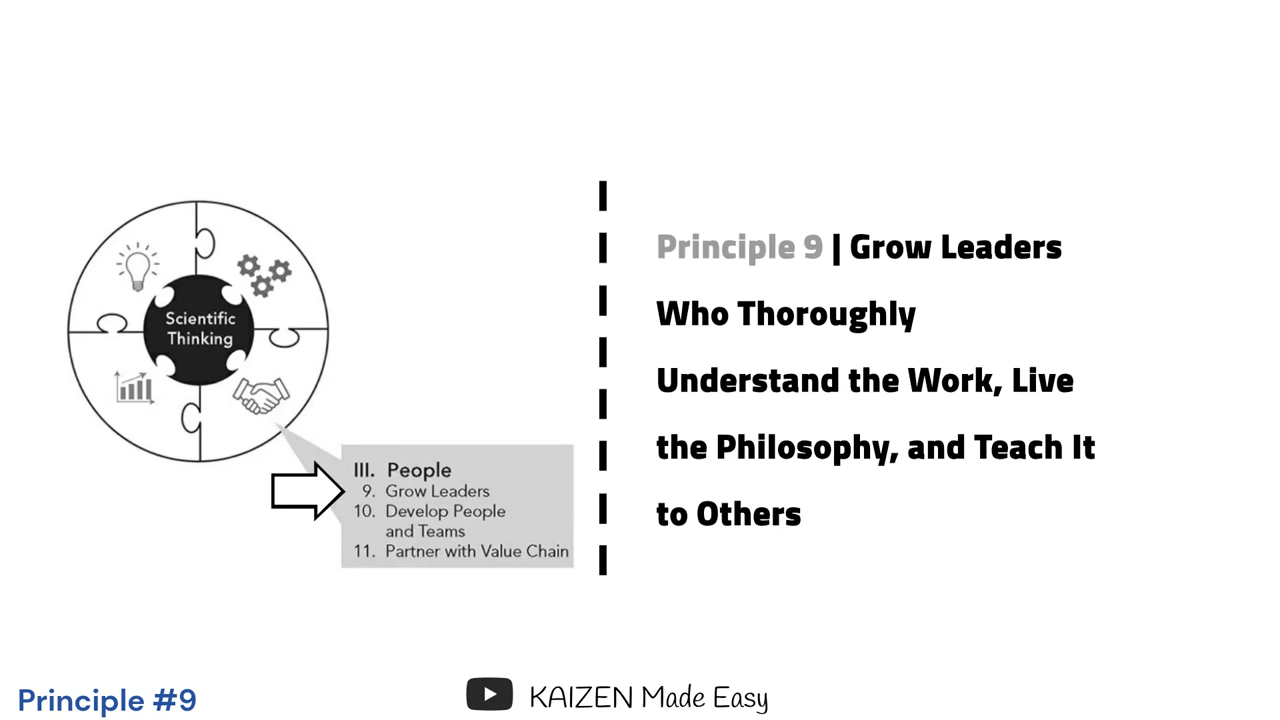 Scientific
Thinking
III. People
9. Grow Leaders
10. Develop People
and Teams
11. Partner with Value Chain
Principle 9 | Grow Leaders
Who Thoroughly
Understand the Work, Live
the Philosophy, and Teach It
to Others
Principle #9
KAIZEN Made Easy